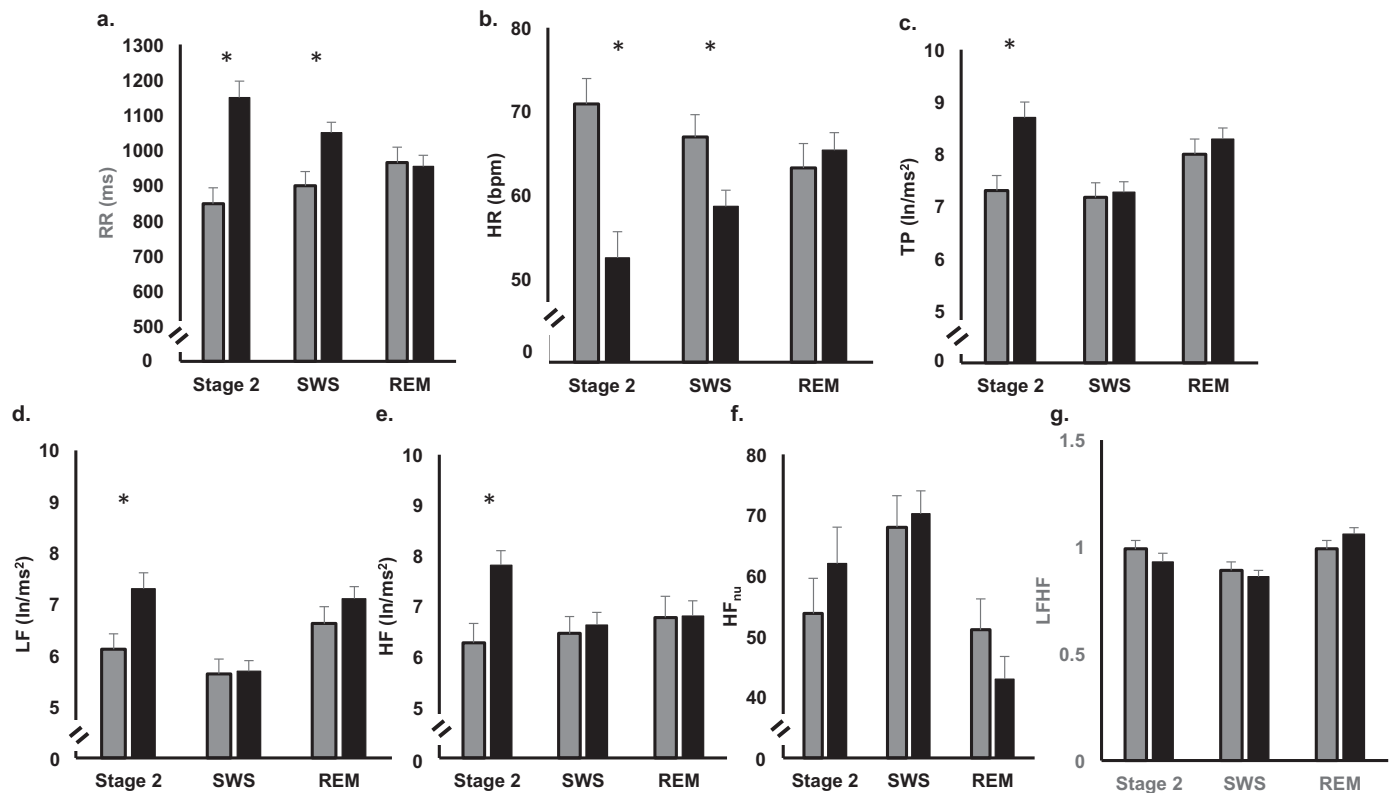 a.
RR (ms)
1300
1200
1100
1000
900
800
700
600
500
0
*
*
Stage 2 SWS REM
b.
HR (bpm)
80
70
60
50
0
*
*
Stage 2 SWS REM
c.
TP (ln/ms²)
10
9
8
7
6
5
0
*
Stage 2 SWS REM
d.
LF (ln/ms²)
10
9
8
7
6
5
0
*
Stage 2 SWS REM
e.
HF (ln/ms²)
10
9
8
7
6
5
0
*
Stage 2 SWS REM
f.
HFnu
80
70
60
50
40
0
Stage 2 SWS REM
g.
LFHF
1.5
1
0.5
0
Stage 2 SWS REM